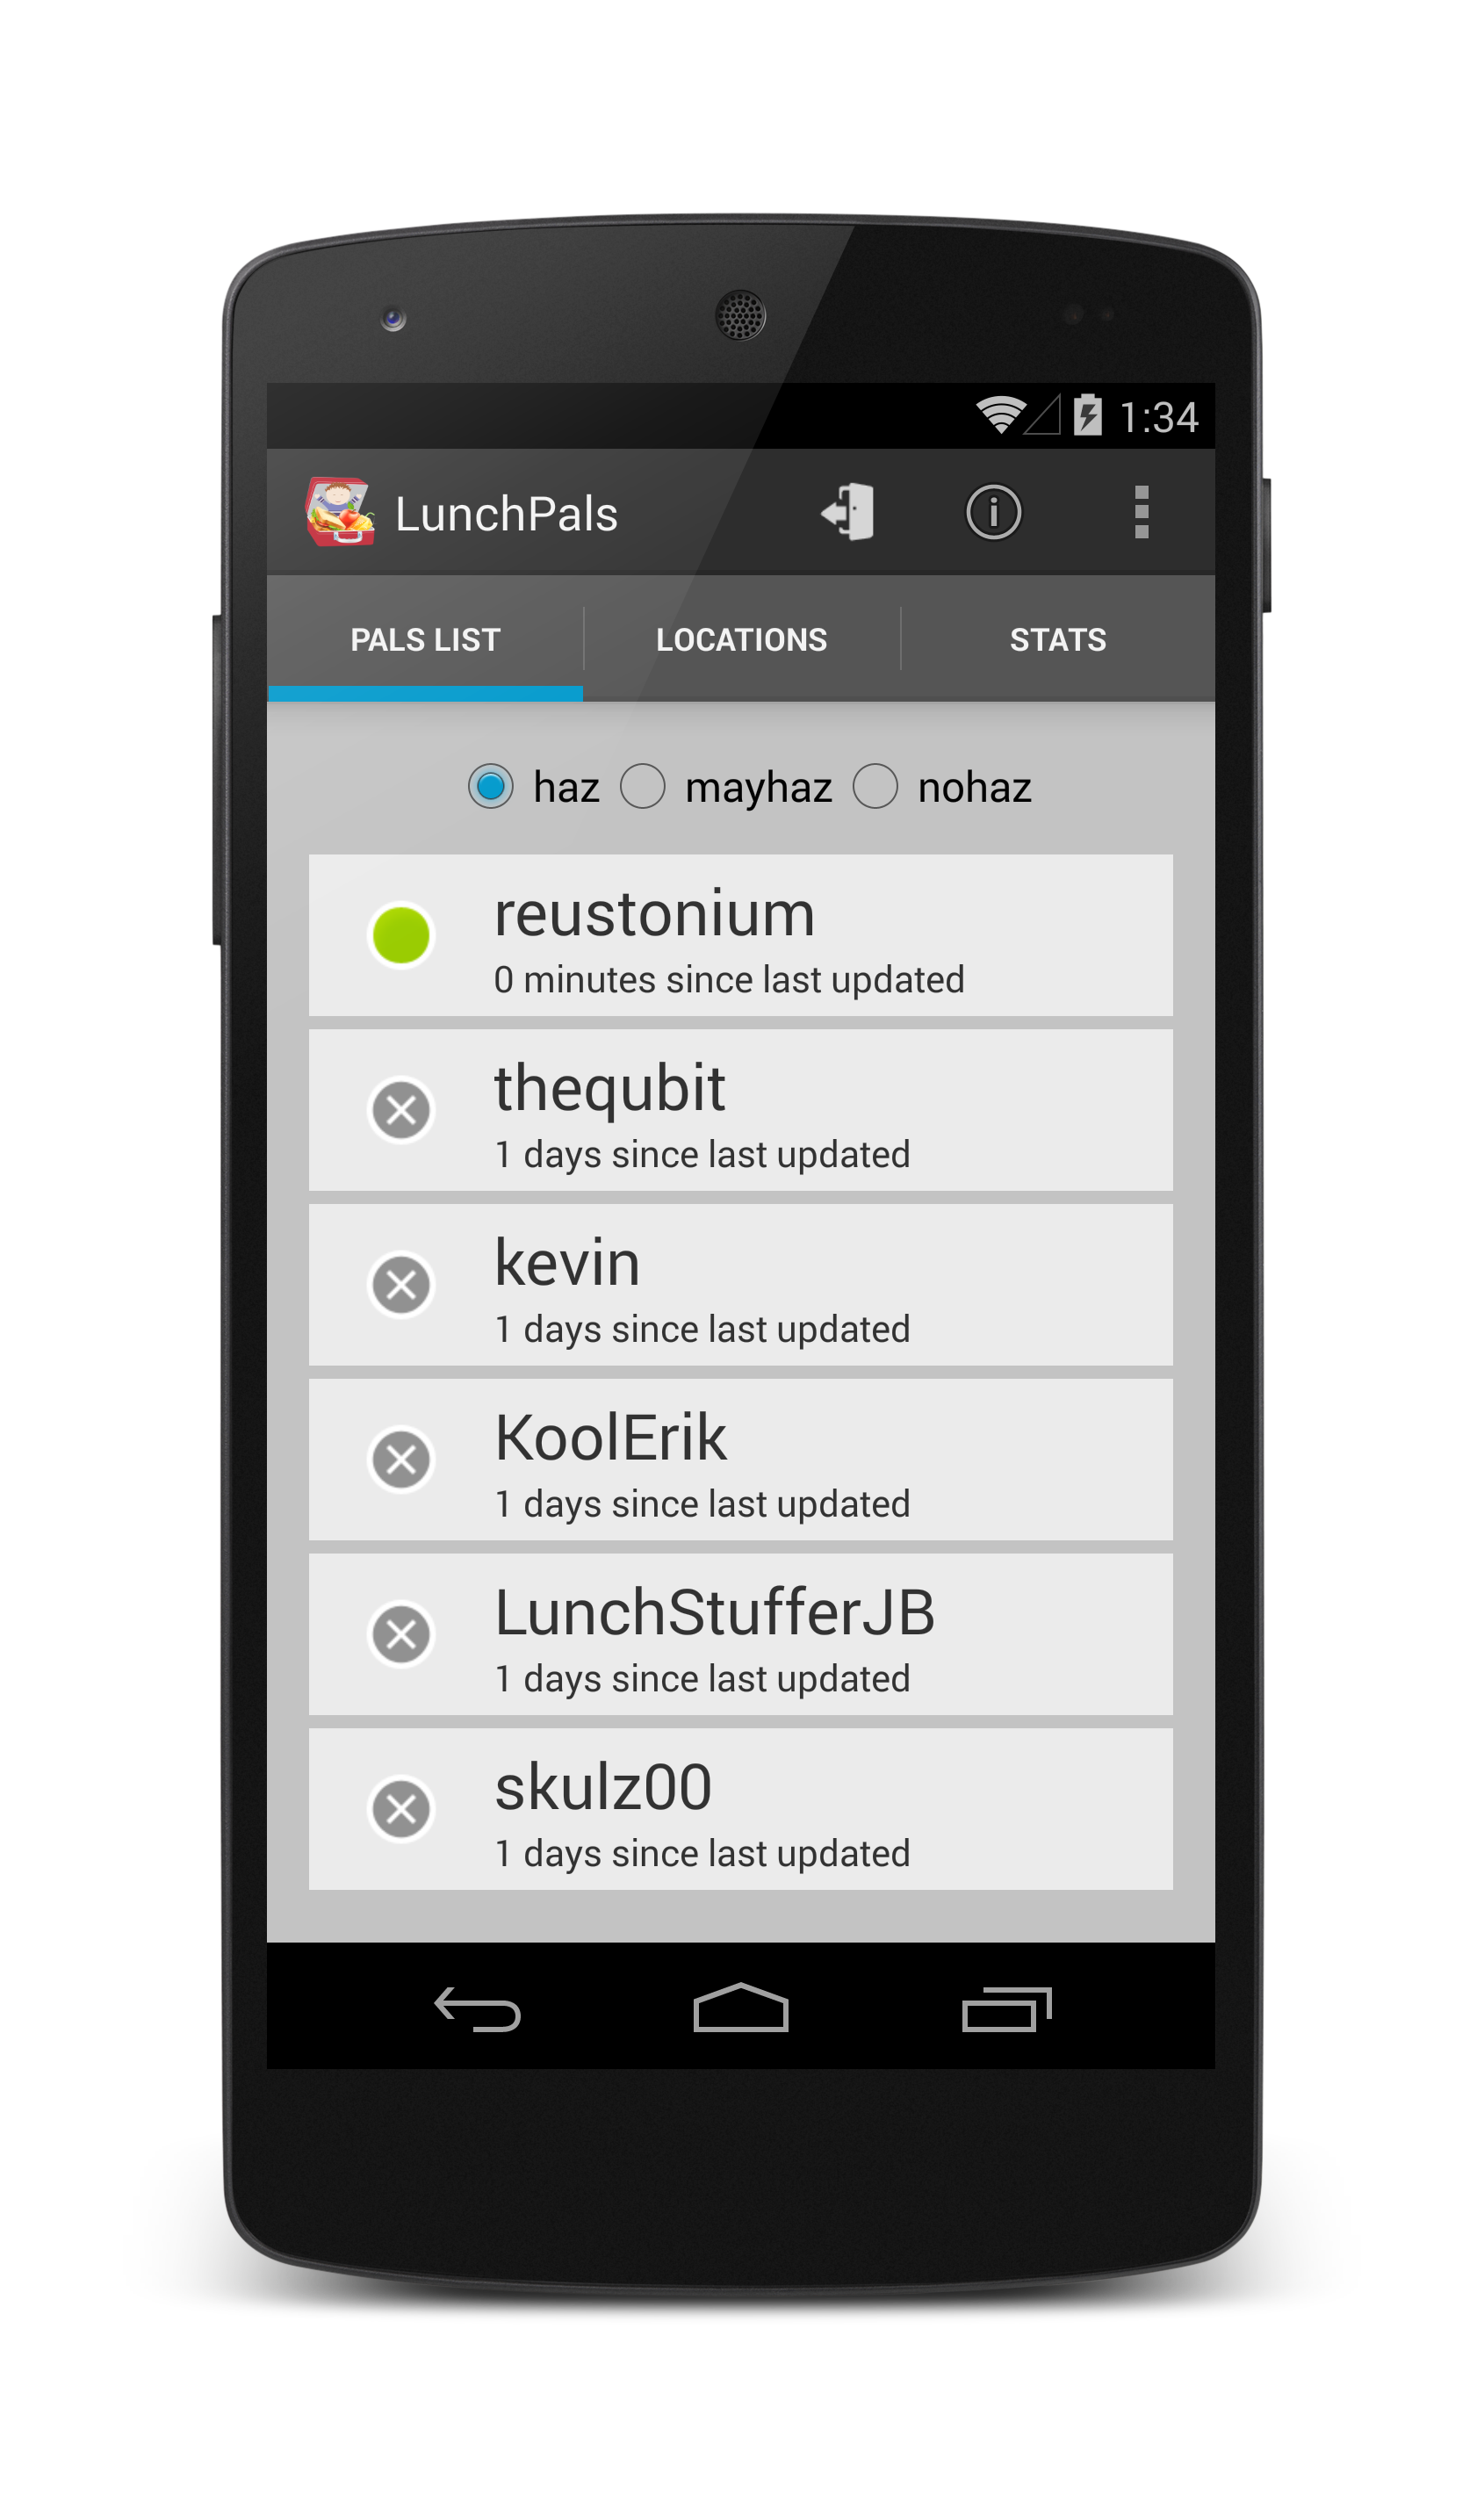 1:34
LunchPals
PALS LIST
LOCATIONS
STATS
haz
mayhaz
nohaz
reustonium
0 minutes since last updated
thequbit
1 days since last updated
kevin
1 days since last updated
KoolErik
1 days since last updated
LunchStufferJB
1 days since last updated
skulz00
1 days since last updated